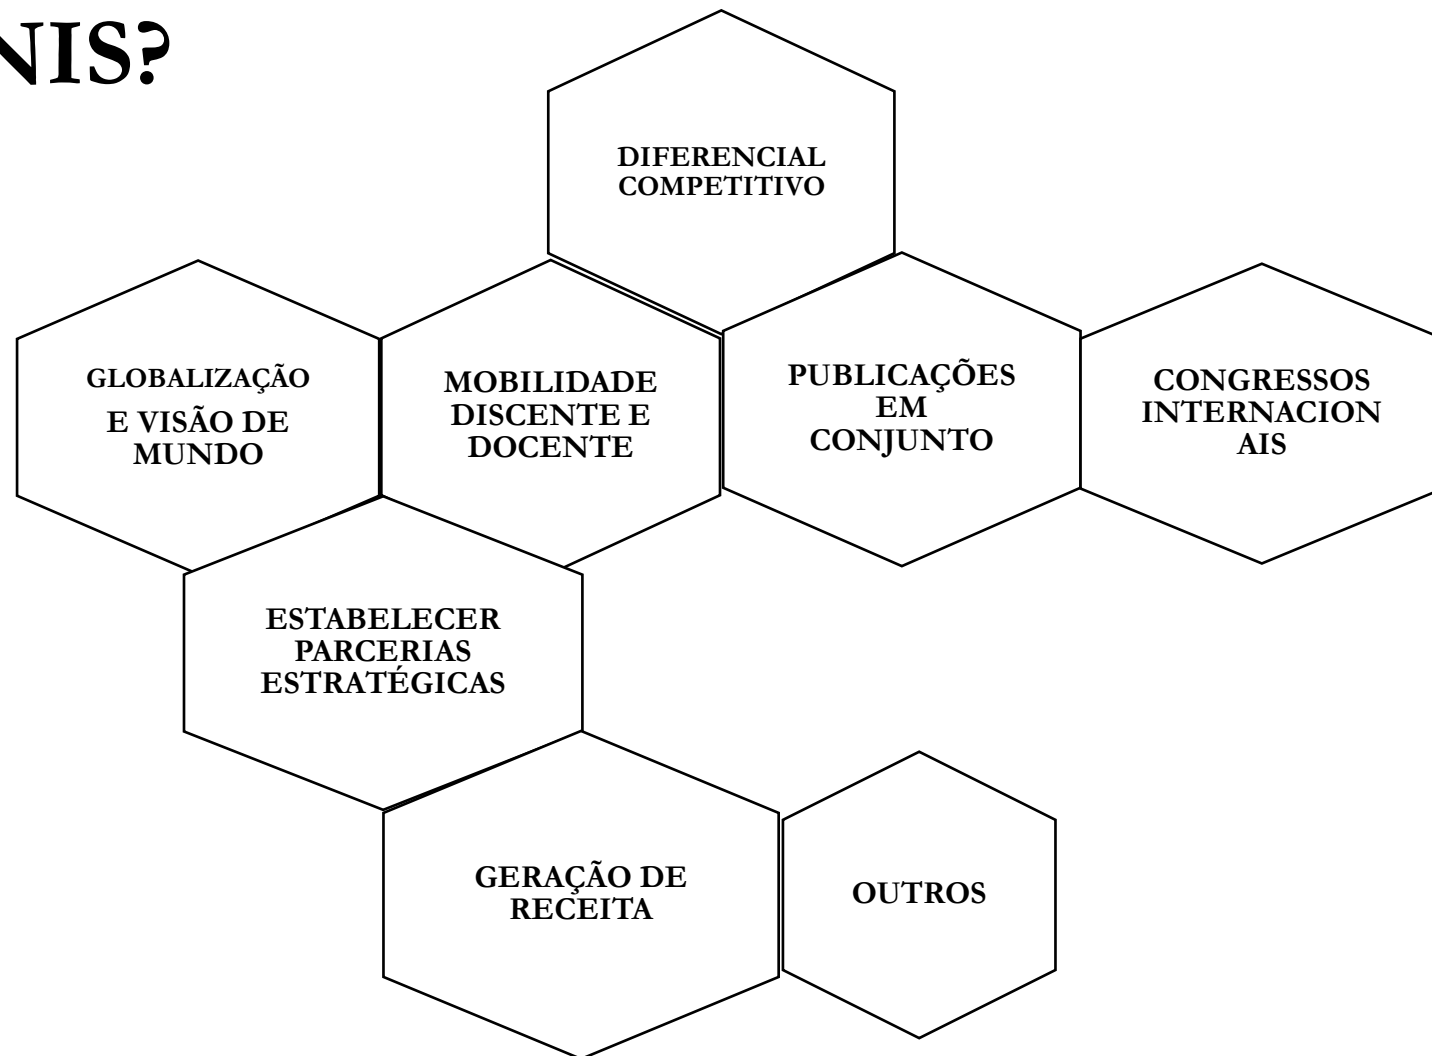 NIS?
DIFERENCIAL
COMPETITIVO
GLOBALIZAÇÃO
E VISÃO DE
MUNDO
MOBILIDADE
DISCENTE E
DOCENTE
PUBLICAÇÕES
EM
CONJUNTO
CONGRESSOS
INTERNACION
AIS
ESTABELECER
PARCERIAS
ESTRATÉGICAS
GERAÇÃO DE
RECEITA
OUTROS